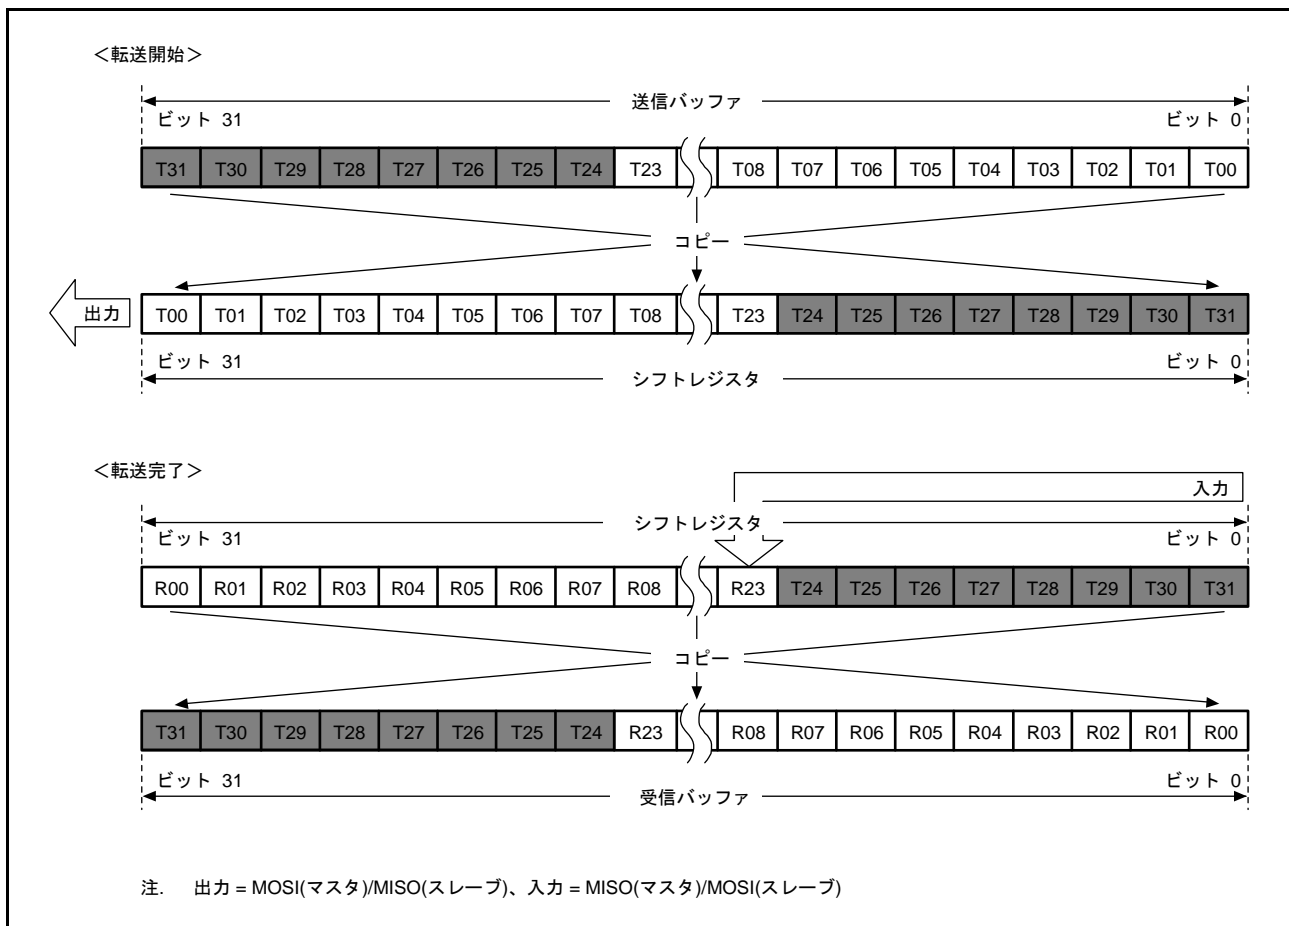 ＜転送開始＞
送信バッファ
ビット 31 ビット 0
T31 T30 T29 T28 T27 T26 T25 T24 T23 T08 T07 T06 T05 T04 T03 T02 T01 T00
コピー
出力 T00 T01 T02 T03 T04 T05 T06 T07 T08 T23 T24 T25 T26 T27 T28 T29 T30 T31
ビット 31 ビット 0
シフトレジスタ
＜転送完了＞
入力
シフトレジスタ
ビット 31 ビット 0
R00 R01 R02 R03 R04 R05 R06 R07 R08 R23 T24 T25 T26 T27 T28 T29 T30 T31
コピー
T31 T30 T29 T28 T27 T26 T25 T24 R23 R08 R07 R06 R05 R04 R03 R02 R01 R00
ビット 31 ビット 0
受信バッファ
注. 出力 = MOSI(マスタ)/MISO(スレーブ)、入力 = MISO(マスタ)/MOSI(スレーブ)